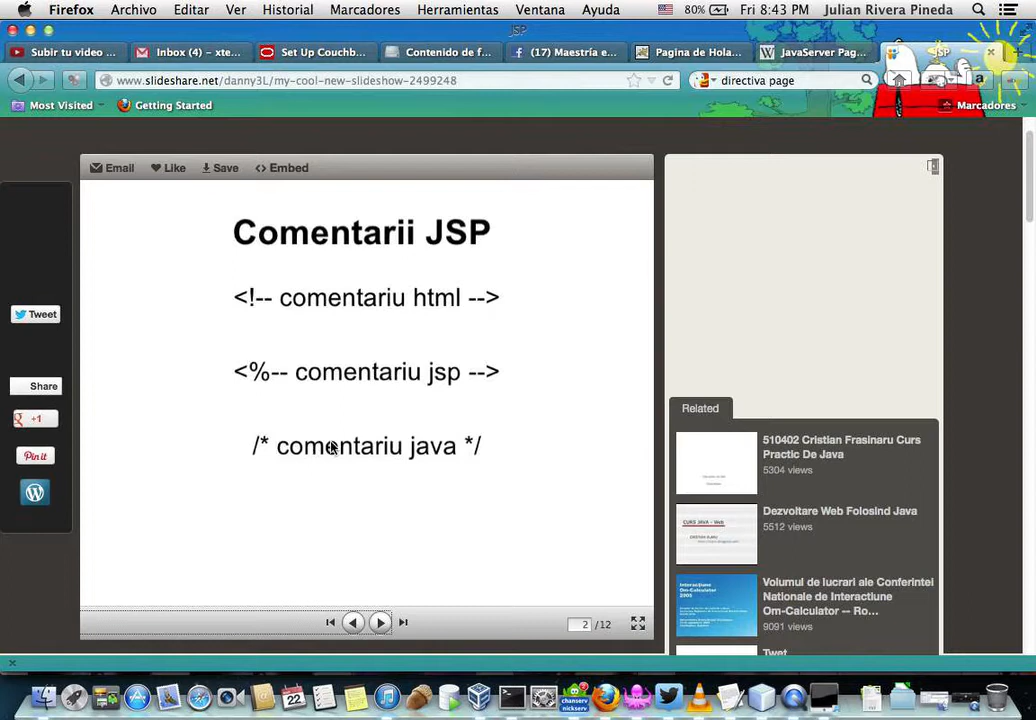 Firefox Archivo Editar Ver Historial Marcadores Herramientas Ventana Ayuda 80% Fri 8:43 PM Julian Rivera Pineda
JSP
Subir tu video ... Inbox (4) – xte... Set Up Couchb... Contenido de f... (17) Maestría e... Pagina de Hola... JavaServer Pag... JSP
www.slideshare.net/danny3L/my-cool-new-slideshow-2499248 directiva page
Most Visited Getting Started Marcadores
Email Like Save Embed
Comentarii JSP
<!-- comentariu html -->
<%-- comentariu jsp -->
/* comentariu java */
Tweet
Share
+1
Pin it
Related
510402 Cristian Frasinaru Curs
Practic De Java
5304 views
CURS JAVA - Web
Dezvoltare Web Folosind Java
5512 views
Interacțiune
Om-Calculator
2005
Volumul de lucrari ale Conferintei
Nationale de Interactiune
Om-Calculator -- Ro...
9091 views
Twet
2 /12
22